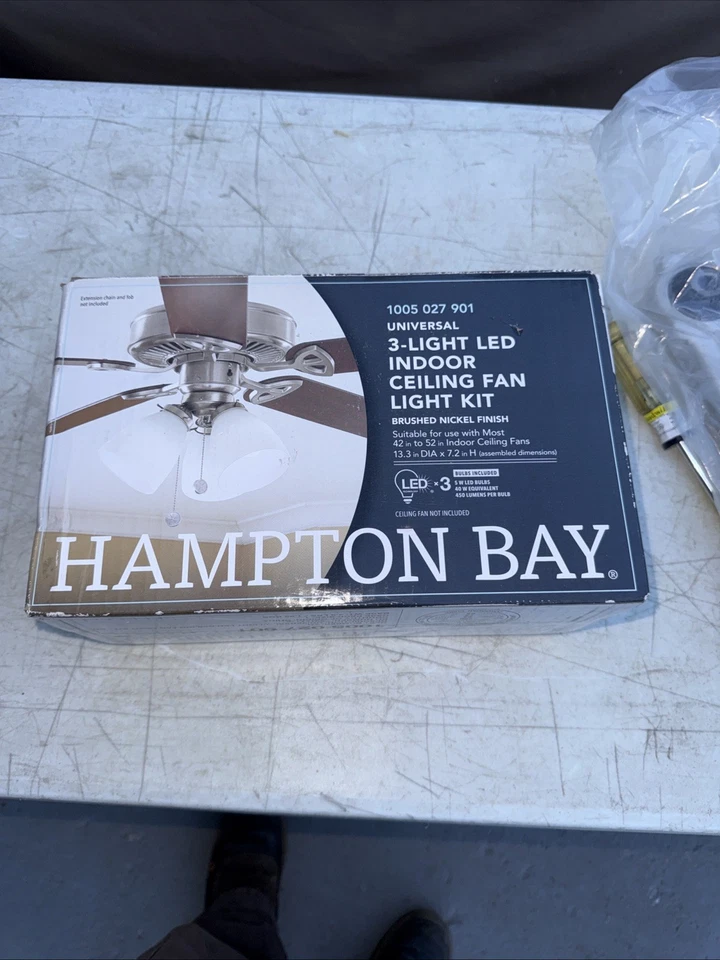 Extension chain and fob
not included
1005 027 901
UNIVERSAL
3-LIGHT LED
INDOOR
CEILING FAN
LIGHT KIT
BRUSHED NICKEL FINISH
Suitable for use with Most
42 in to 52 in Indoor Ceiling Fans
13.3 in DIA x 7.2 in H (assembled dimensions)
LED × 3
BULBS INCLUDED
5 W LED BULBS
40 W EQUIVALENT
450 LUMENS PER BULB
CEILING FAN NOT INCLUDED
HAMPTON BAY®